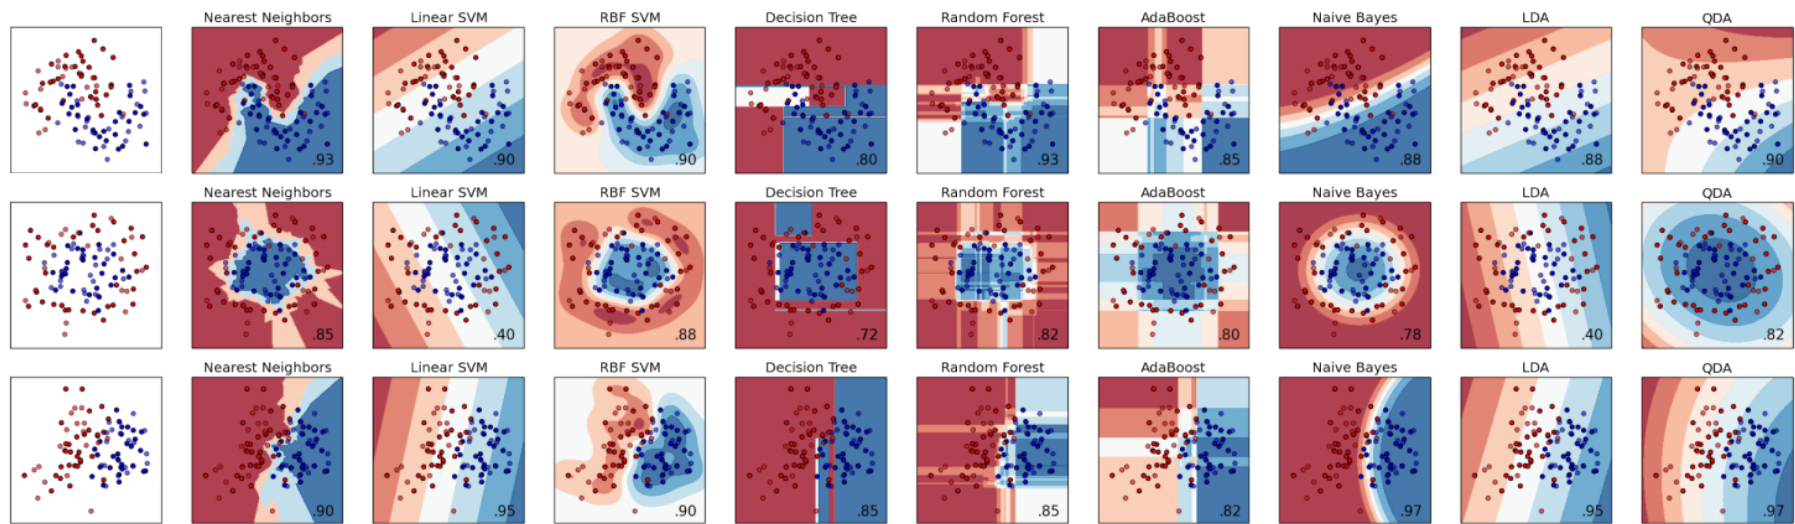 Nearest Neighbors Linear SVM RBF SVM Decision Tree Random Forest AdaBoost Naive Bayes LDA QDA
.93 .90 .90 .80 .93 .85 .88 .88 .90
Nearest Neighbors Linear SVM RBF SVM Decision Tree Random Forest AdaBoost Naive Bayes LDA QDA
.85 .40 .88 .72 .82 .80 .78 .40 .82
Nearest Neighbors Linear SVM RBF SVM Decision Tree Random Forest AdaBoost Naive Bayes LDA QDA
.90 .95 .90 .85 .85 .82 .97 .95 .97